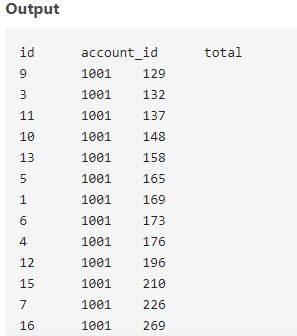 Output
id account_id total
9 1001 129
3 1001 132
11 1001 137
10 1001 148
13 1001 158
5 1001 165
1 1001 169
6 1001 173
4 1001 176
12 1001 196
15 1001 210
7 1001 226
16 1001 269